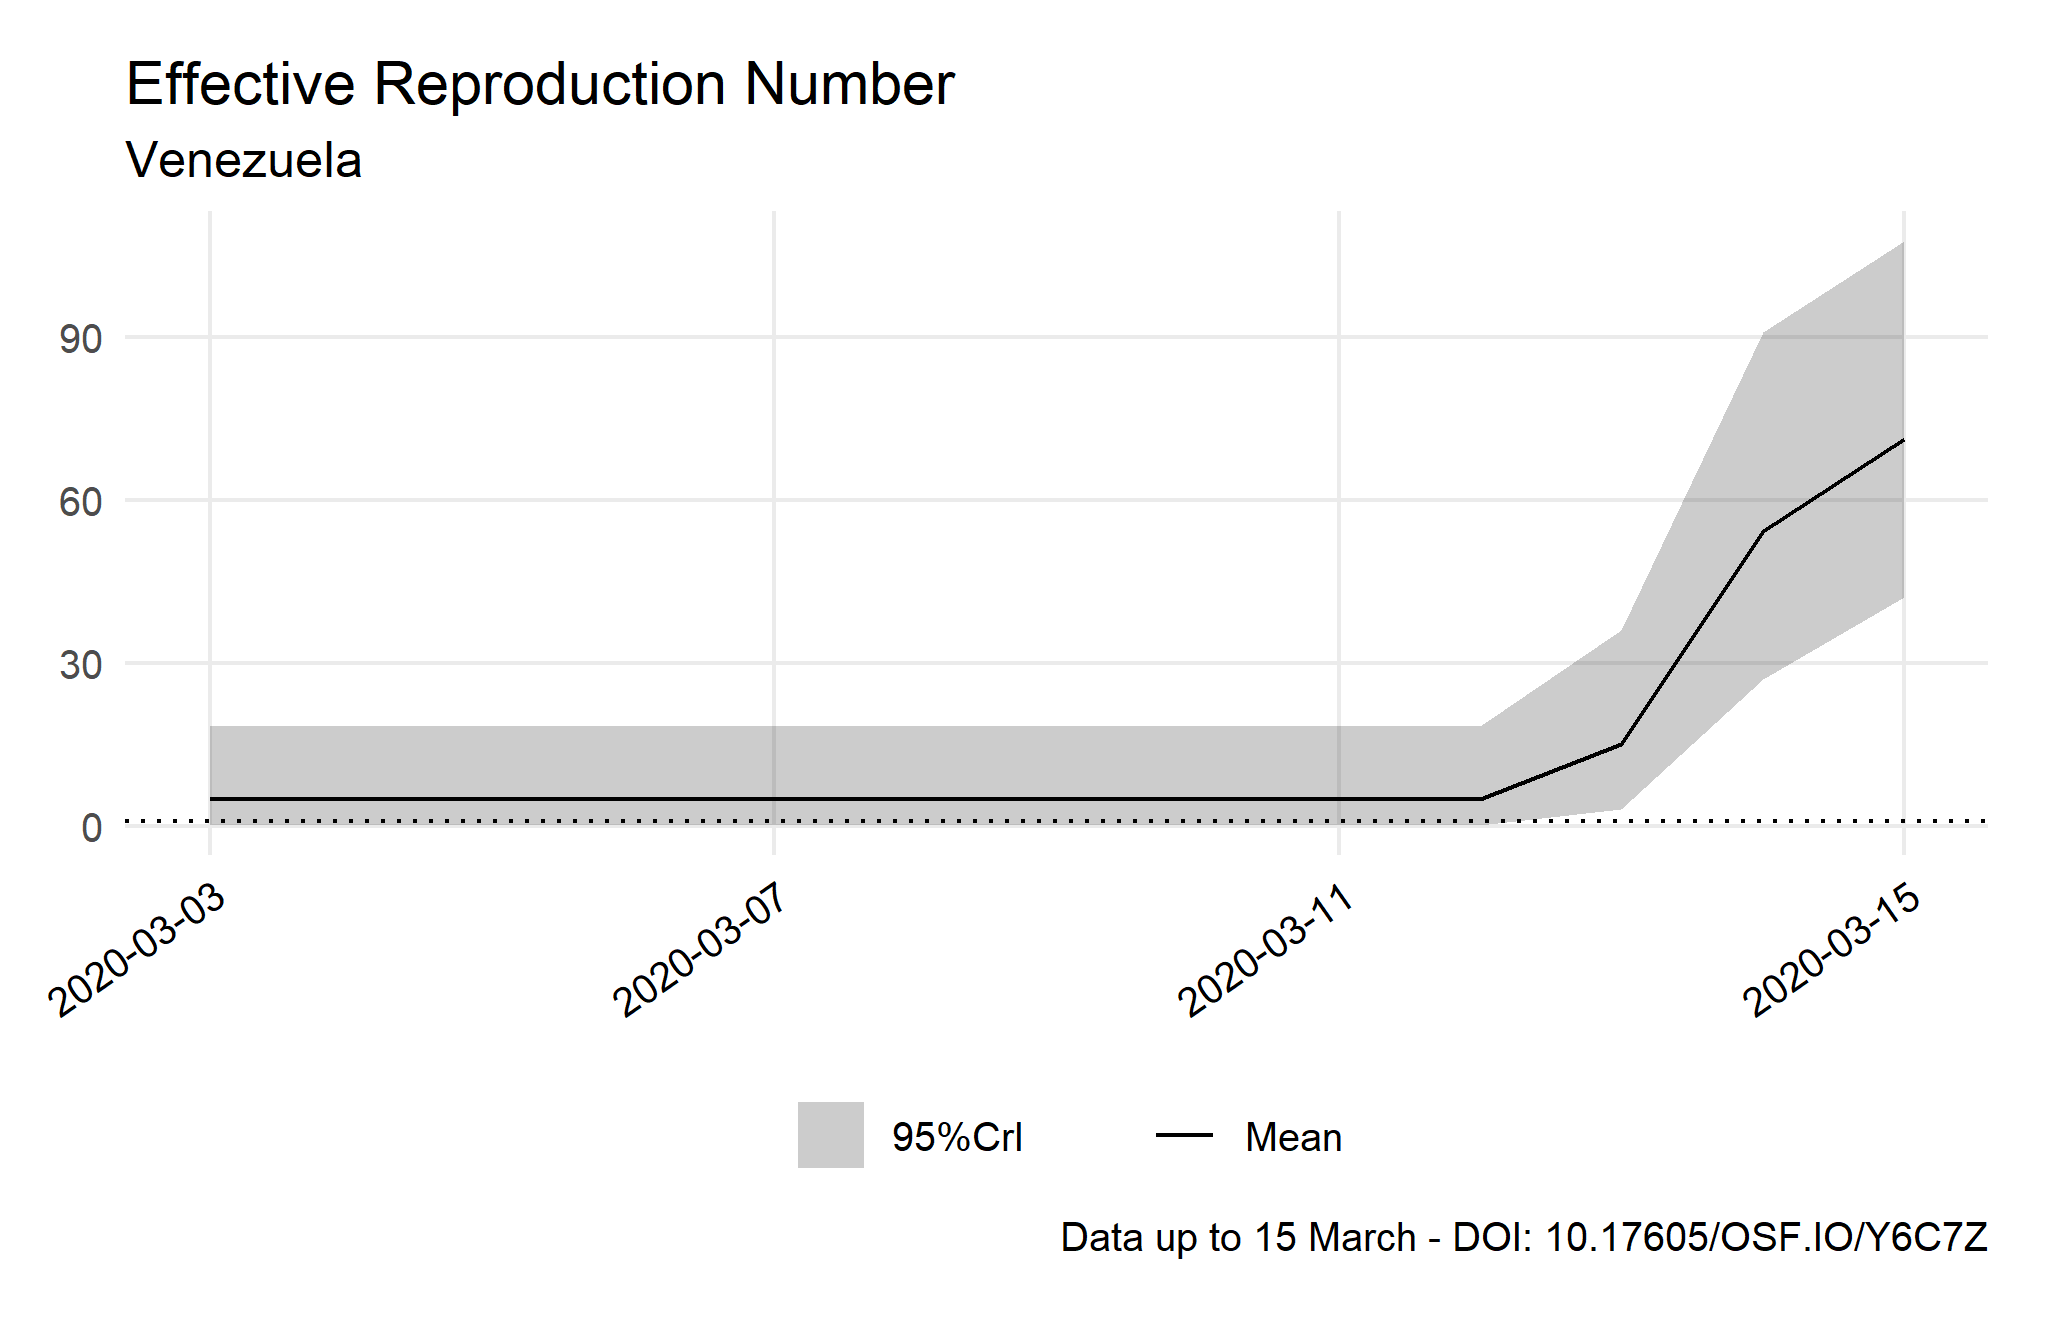 Effective Reproduction Number
Venezuela
90
60
30
0
2020-03-03
2020-03-07
2020-03-11
2020-03-15
95%CrI
Mean
Data up to 15 March - DOI: 10.17605/OSF.IO/Y6C7Z